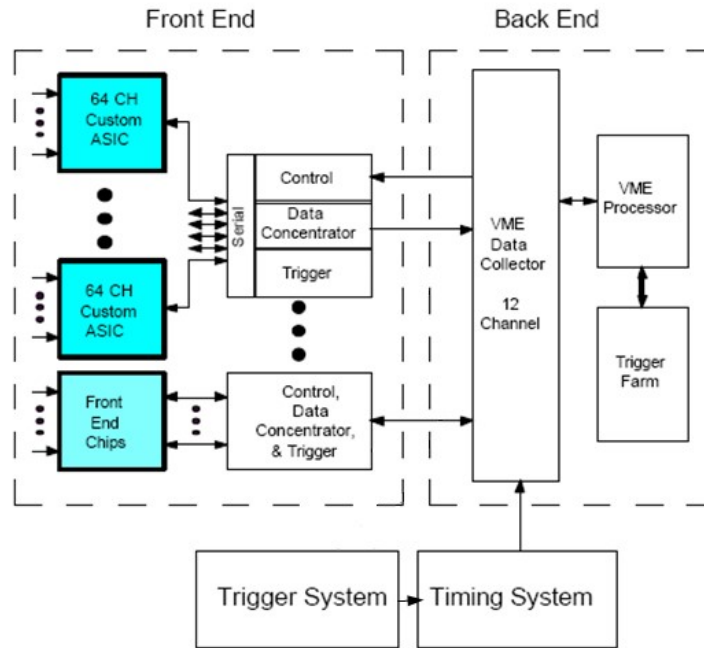 Front End
Back End
64 CH
Custom
ASIC
Serial
Control
Data
Concentrator
Trigger
64 CH
Custom
ASIC
Front
End
Chips
Control,
Data
Concentrator,
& Trigger
VME
Data
Collector
12
Channel
VME
Processor
Trigger
Farm
Trigger System
Timing System